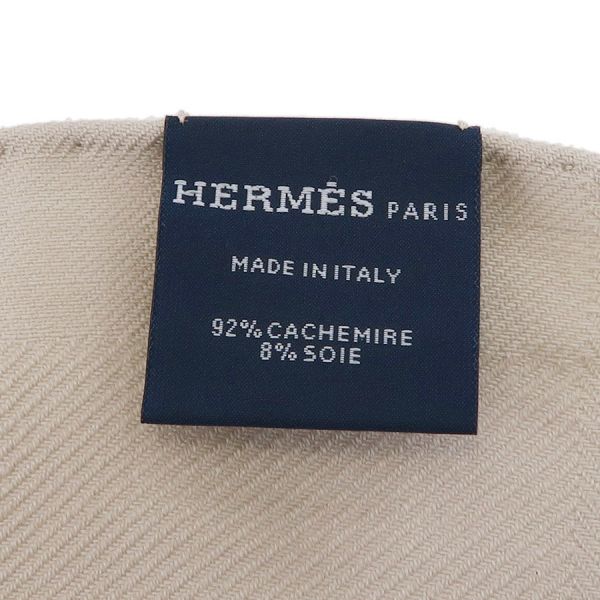 HERMÈS PARIS
MADE IN ITALY
92% CACHEMIRE
8% SOIE